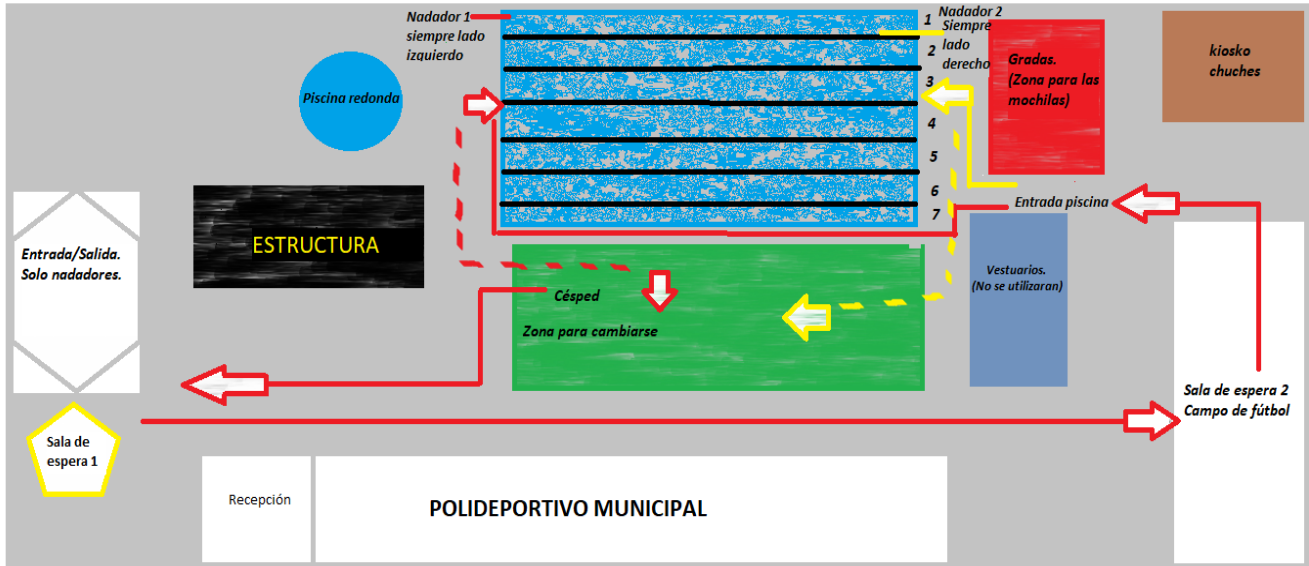 Nadador 1
siempre lado
izquierdo
1
Nadador 2
Siempre
lado
derecho
2
3
4
5
6
7
Gradas.
(Zona para las
mochilas)
kiosko
chuches
Piscina redonda
ESTRUCTURA
Entrada piscina
Entrada/Salida.
Solo nadadores.
Vestuarios.
(No se utilizaran)
Césped
Zona para cambiarse
Sala de espera 2
Campo de fútbol
Sala de
espera 1
Recepción
POLIDEPORTIVO MUNICIPAL